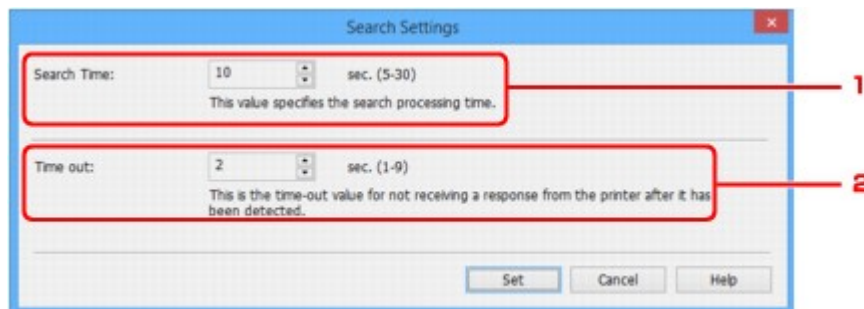 Search Settings
Search Time: 10 sec. (5-30) 1
This value specifies the search processing time.
Time out: 2 sec. (1-9)
This is the time-out value for not receiving a response from the printer after it has 2
been detected.
Set Cancel Help